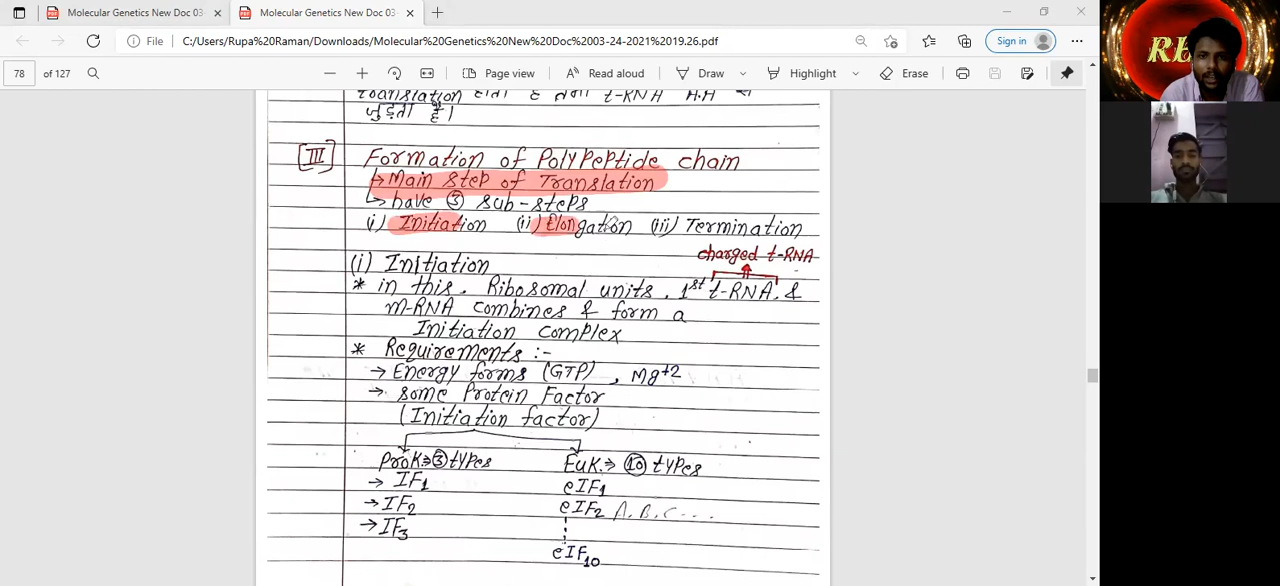 Molecular Genetics New Doc 03-
Molecular Genetics New Doc 03-
File C:/Users/Rupa%20Raman/Downloads/Molecular%20Genetics%20New%20Doc%2003-24-2021%2019.26.pdf
Sign in
78 of 127
Page view
Read aloud
Draw
Highlight
Erase
translation होता है t-RNA A.A से
जुड़ता है।
[III] Formation of Polypeptide chain
↳ Main step of Translation
↳ have ③ sub-steps
(i) Initiation (ii) Elongation (iii) Termination
charged t-RNA
(i) Initiation
* in this, Ribosomal units, 1st t-RNA, &
m-RNA combines & form a
Initiation complex
* Requirements :-
→ Energy forms (GTP), Mg+2
→ some Protein Factor
(Initiation factor)
ProK⇒③types Euk.⇒ ⑩ types
→ IF1 eIF1
→ IF2 eIF2 A, B, C ...
→ IF3
eIF10